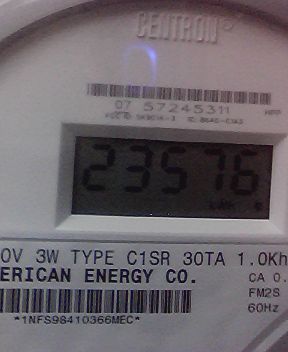 CENTRON®
07 57245311
23576
0V 3W TYPE C1SR 30TA 1.0Kh
ERICAN ENERGY CO.
CA 0.
FM2S
60Hz
*1NFS98410366MEC*